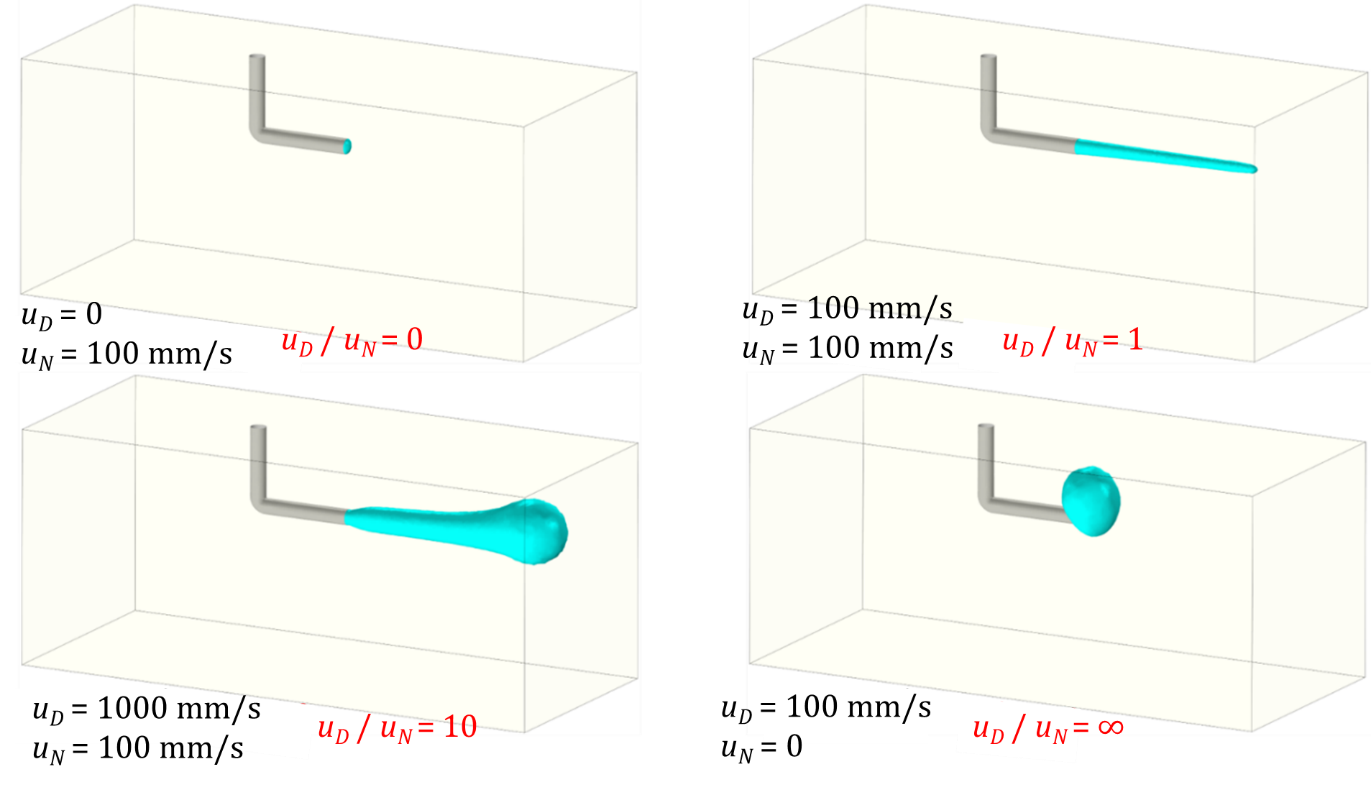 u_D = 0
u_N = 100 mm/s
u_D / u_N = 0
u_D = 100 mm/s
u_N = 100 mm/s
u_D / u_N = 1
u_D = 1000 mm/s
u_N = 100 mm/s
u_D / u_N = 10
u_D = 100 mm/s
u_N = 0
u_D / u_N = ∞